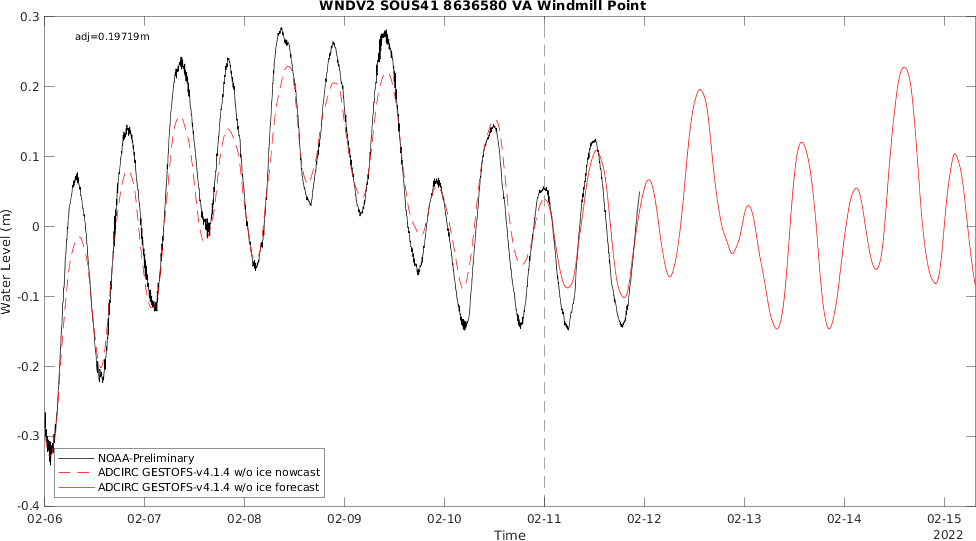 WNDV2 SOUS41 8636580 VA Windmill Point
adj=0.19719m
0.3
0.2
0.1
0
-0.1
-0.2
-0.3
-0.4
Water Level (m)
NOAA-Preliminary
ADCIRC GESTOFS-v4.1.4 w/o ice nowcast
ADCIRC GESTOFS-v4.1.4 w/o ice forecast
02-06 02-07 02-08 02-09 02-10 02-11 02-12 02-13 02-14 02-15
Time
2022